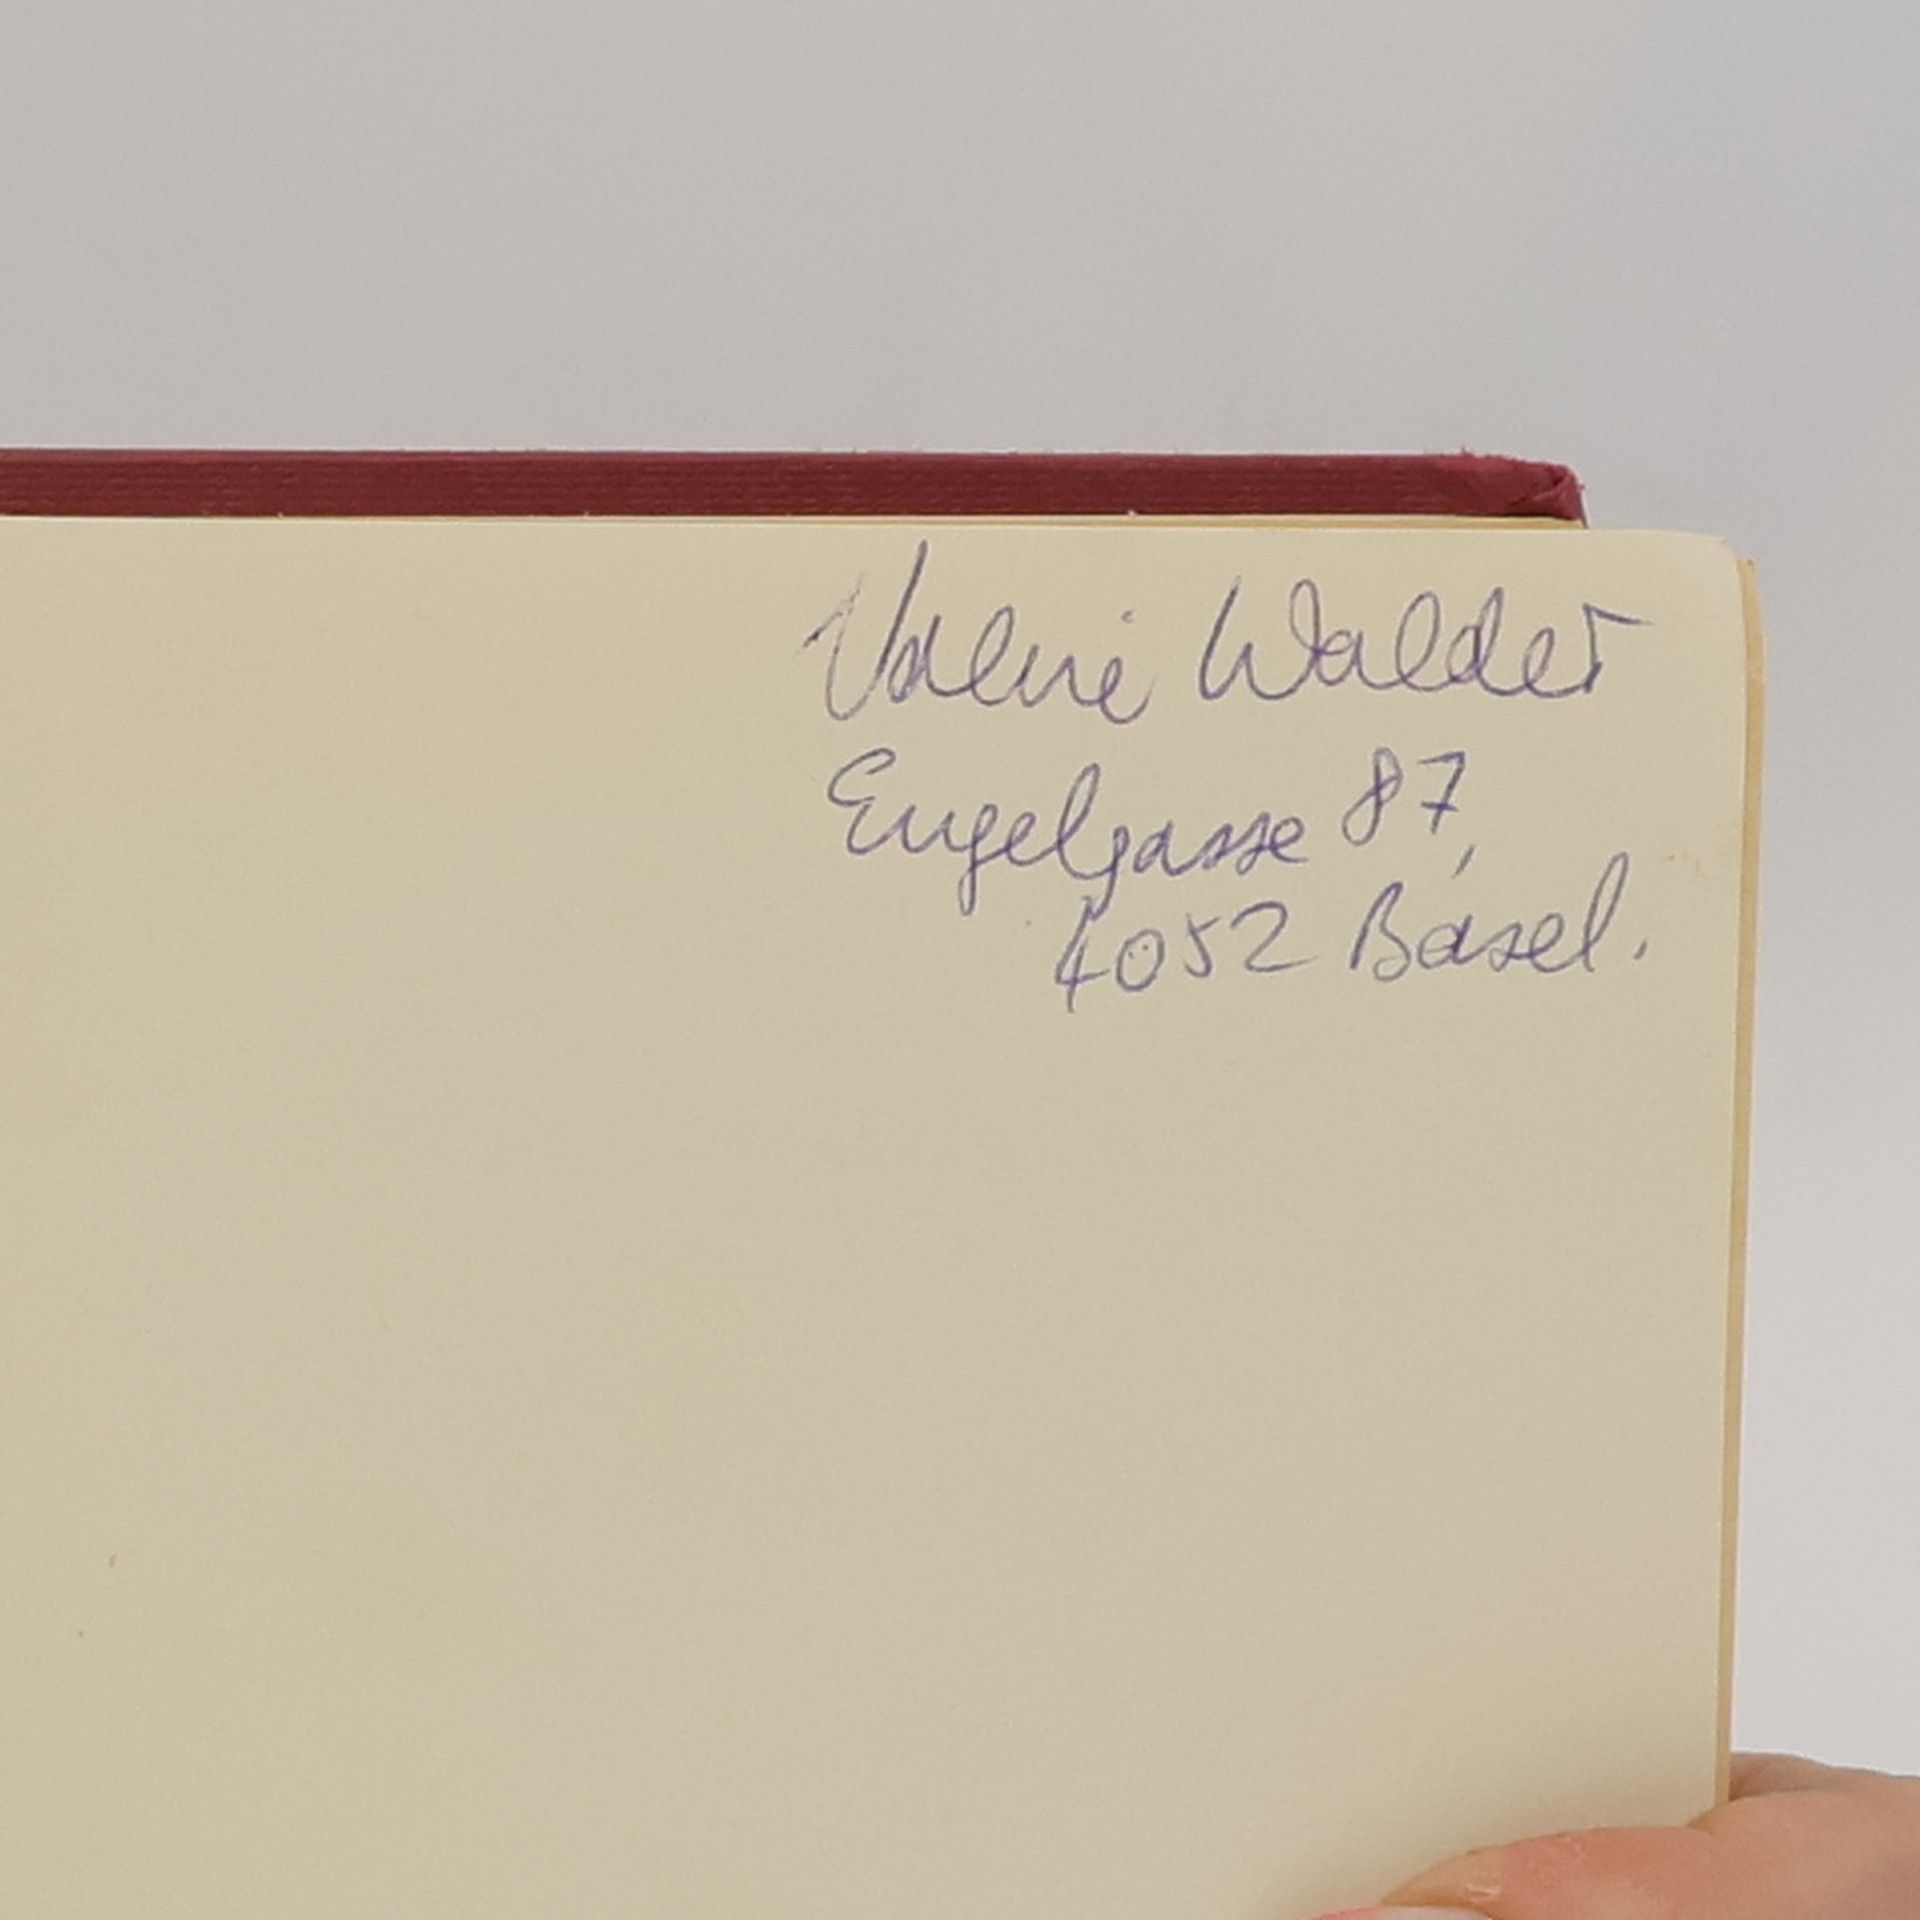 Valerie Walder
Engelgasse 87,
4052 Basel.